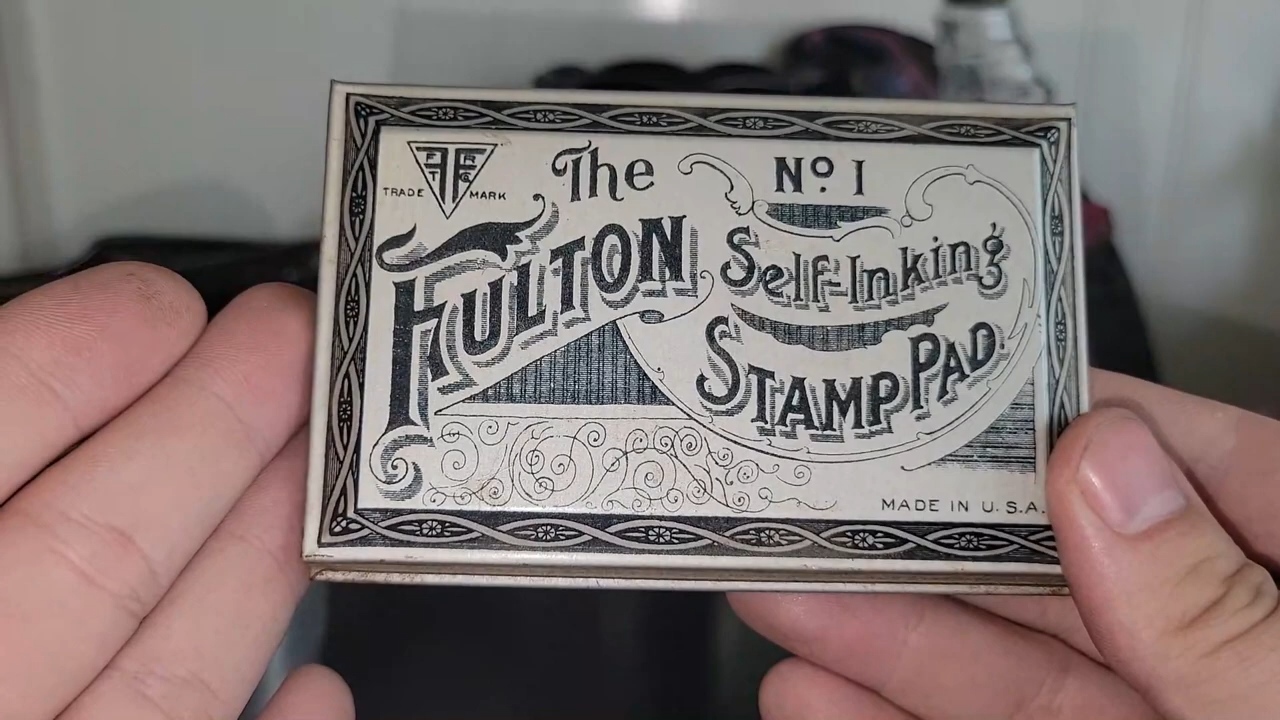 TRADE MARK
The
FULTON
No 1
Self-Inking
STAMP PAD.
MADE IN U.S.A.